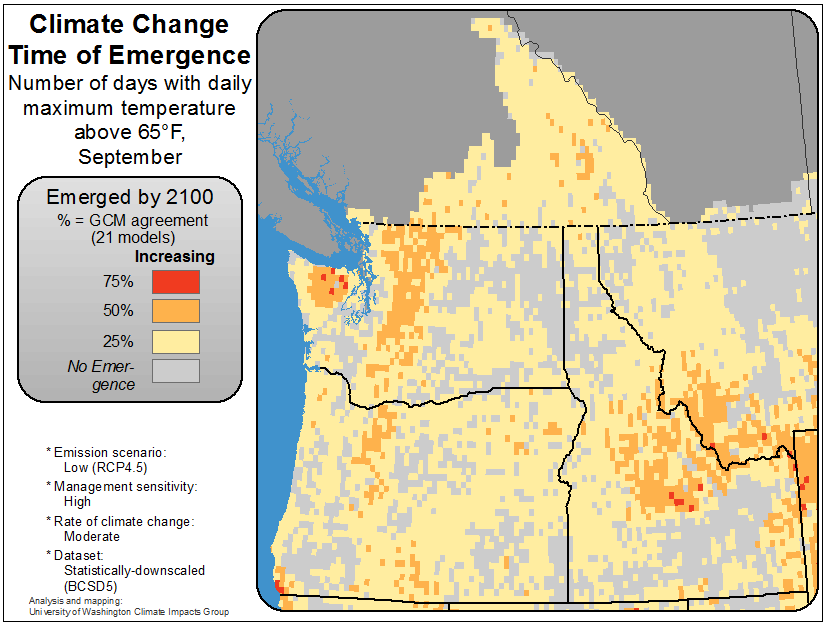 Climate Change
Time of Emergence
Number of days with daily
maximum temperature
above 65°F,
September
Emerged by 2100
% = GCM agreement
(21 models)
Increasing
75%
50%
25%
No Emer-
gence
* Emission scenario:
Low (RCP4.5)
* Management sensitivity:
High
* Rate of climate change:
Moderate
* Dataset:
Statistically-downscaled
(BCSD5)
Analysis and mapping:
University of Washington Climate Impacts Group